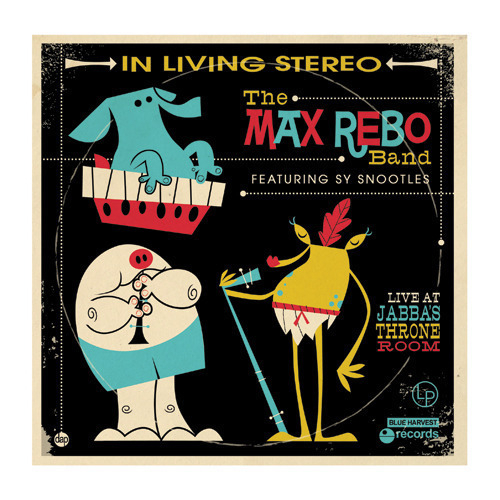 IN LIVING STEREO
The
MAX REBO
Band
FEATURING SY SNOOTLES
LIVE AT
JABBA'S
THRONE
ROOM
LP
BLUE HARVEST
records
dap